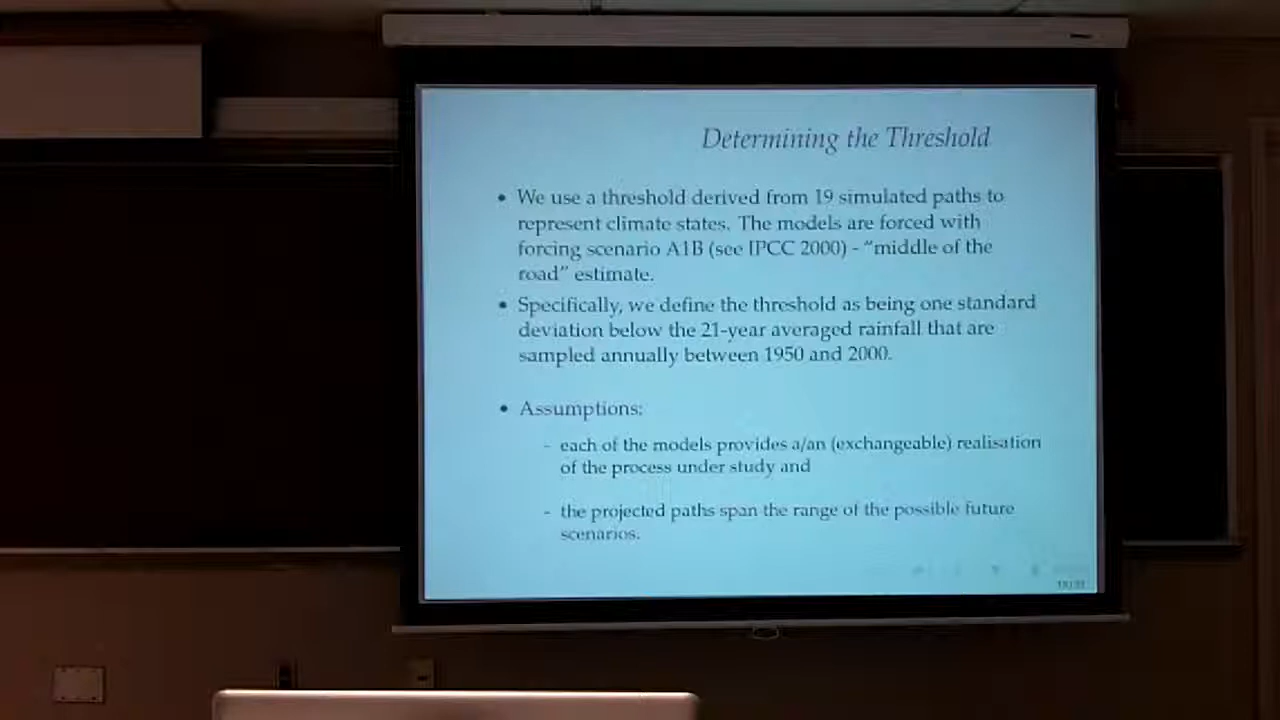 Determining the Threshold
• We use a threshold derived from 19 simulated paths to
represent climate states. The models are forced with
forcing scenario A1B (see IPCC 2000) - “middle of the
road” estimate.
• Specifically, we define the threshold as being one standard
deviation below the 21-year averaged rainfall that are
sampled annually between 1950 and 2000.
• Assumptions:
- each of the models provides a/an (exchangeable) realisation
of the process under study and
- the projected paths span the range of the possible future
scenarios.